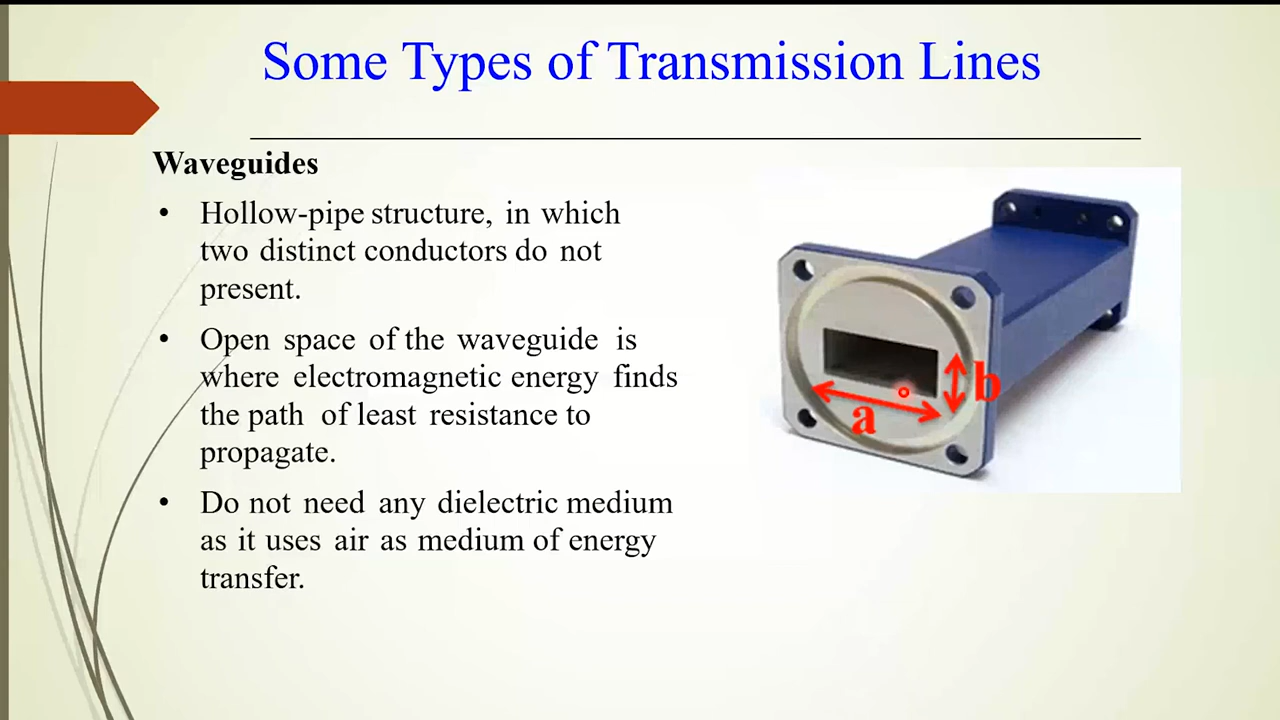 Some Types of Transmission Lines
Waveguides
• Hollow-pipe structure, in which
two distinct conductors do not
present.
• Open space of the waveguide is
where electromagnetic energy finds
the path of least resistance to
propagate.
• Do not need any dielectric medium
as it uses air as medium of energy
transfer.
a
b